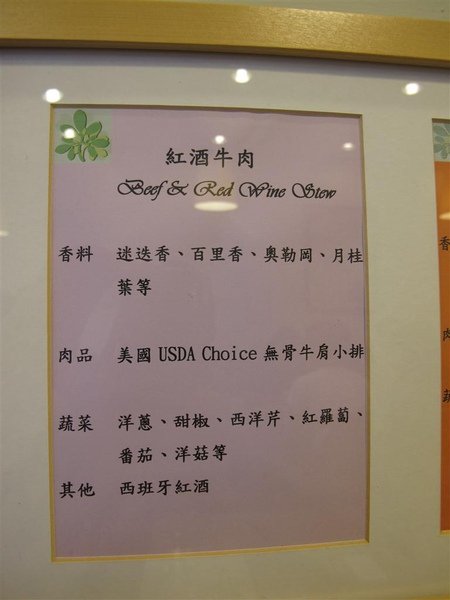 紅酒牛肉
Beef & Red Wine Stew
香料 迷迭香、百里香、奧勒岡、月桂
葉等
肉品 美國 USDA Choice 無骨牛肩小排
蔬菜 洋蔥、甜椒、西洋芹、紅羅蔔、
番茄、洋菇等
其他 西班牙紅酒
香
肉
蔬